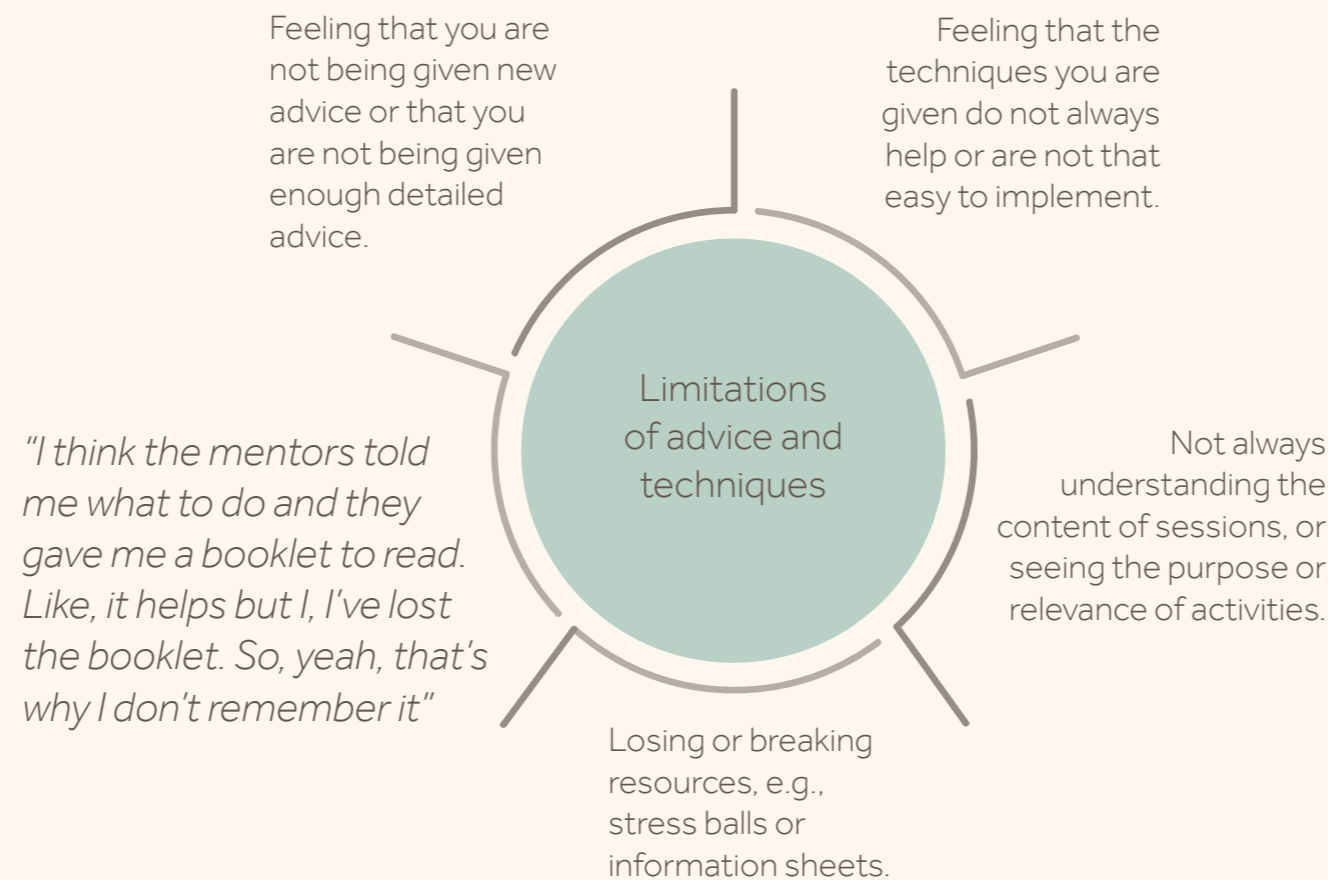 Feeling that you are
not being given new
advice or that you
are not being given
enough detailed
advice.
Feeling that the
techniques you are
given do not always
help or are not that
easy to implement.
Limitations
of advice and
techniques
"I think the mentors told
me what to do and they
gave me a booklet to read.
Like, it helps but I, I've lost
the booklet. So, yeah, that's
why I don't remember it"
Not always
understanding the
content of sessions, or
seeing the purpose or
relevance of activities.
Losing or breaking
resources, e.g.,
stress balls or
information sheets.